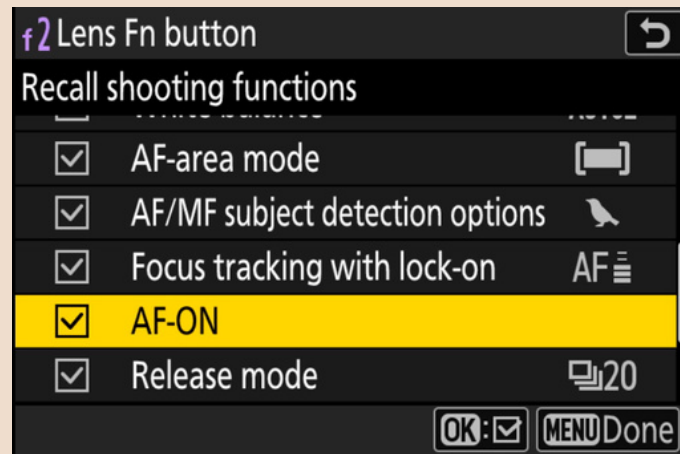 f2 Lens Fn button
Recall shooting functions
AF-area mode
AF/MF subject detection options
Focus tracking with lock-on AF
AF-ON
Release mode 20
OK: MENU Done